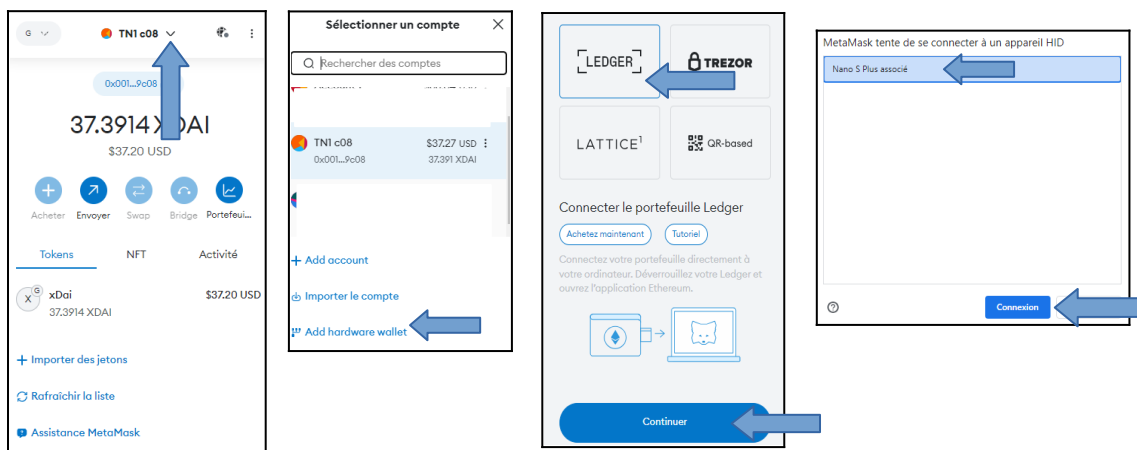 G
TN1 c08
0x001...9c08
37.3914 XDAI
$37.20 USD
Acheter
Envoyer
Swap
Bridge
Portefeui...
Tokens
NFT
Activité
X
G
xDai
$37.20 USD
37.3914 XDAI
+ Importer des jetons
Rafraîchir la liste
Assistance MetaMask
Sélectionner un compte
Rechercher des comptes
TN1 c08
$37.27 USD
0x001...9c08
37.391 XDAI
+ Add account
Importer le compte
Add hardware wallet
LEDGER
TREZOR
LATTICE1
QR-based
Connecter le portefeuille Ledger
Achetez maintenant
Tutoriel
Connectez votre portefeuille directement à
votre ordinateur. Déverrouillez votre Ledger et
ouvrez l'application Ethereum.
Continuer
MetaMask tente de se connecter à un appareil HID
Nano S Plus associé
Connexion